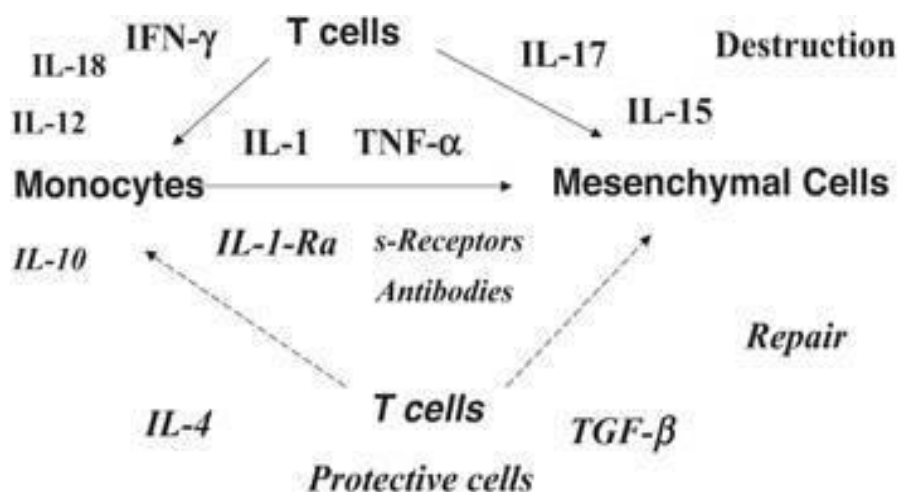 IFN-γ
T cells
IL-17
Destruction
IL-18
IL-12
IL-1
TNF-α
IL-15
Monocytes
Mesenchymal Cells
IL-10
IL-1-Ra
s-Receptors
Antibodies
Repair
IL-4
T cells
TGF-β
Protective cells